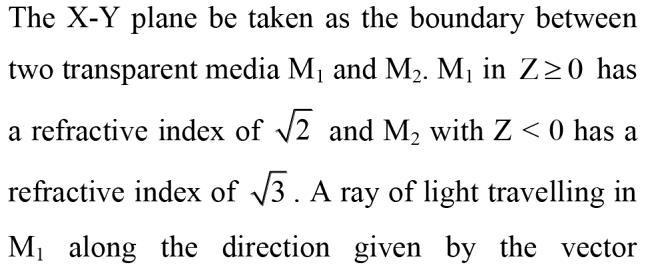 The X-Y plane be taken as the boundary between
two transparent media M₁ and M₂. M₁ in Z ≥ 0 has
a refractive index of √2 and M₂ with Z < 0 has a
refractive index of √3. A ray of light travelling in
M₁ along the direction given by the vector